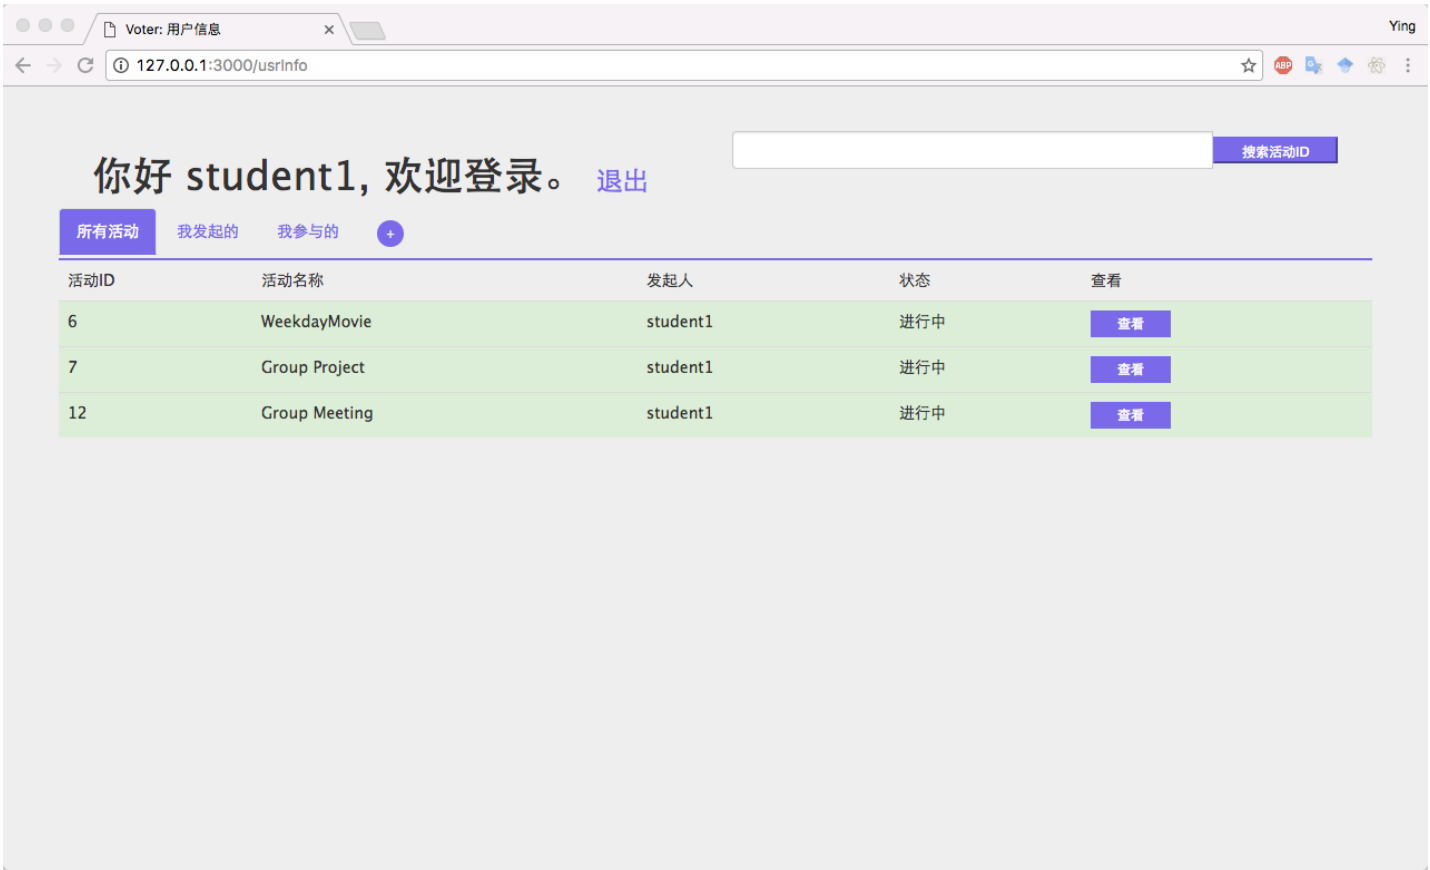 Voter: 用户信息
Ying
127.0.0.1:3000/usrInfo
ABP
搜索活动ID
你好 student1, 欢迎登录。 退出
所有活动 我发起的 我参与的 +
活动ID 活动名称 发起人 状态 查看
6 WeekdayMovie student1 进行中 查看
7 Group Project student1 进行中 查看
12 Group Meeting student1 进行中 查看